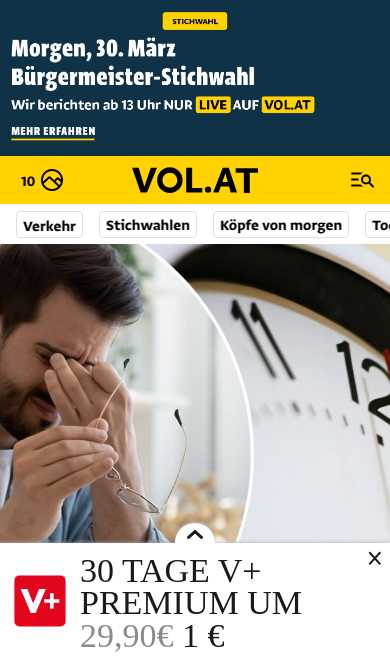 STICHWAHL
Morgen, 30. März
Bürgermeister-Stichwahl
Wir berichten ab 13 Uhr NUR LIVE AUF VOL.AT
MEHR ERFAHREN
10 VOL.AT
Verkehr Stichwahlen Köpfe von morgen To
11 12
V+
30 TAGE V+
PREMIUM UM
29,90€ 1 €